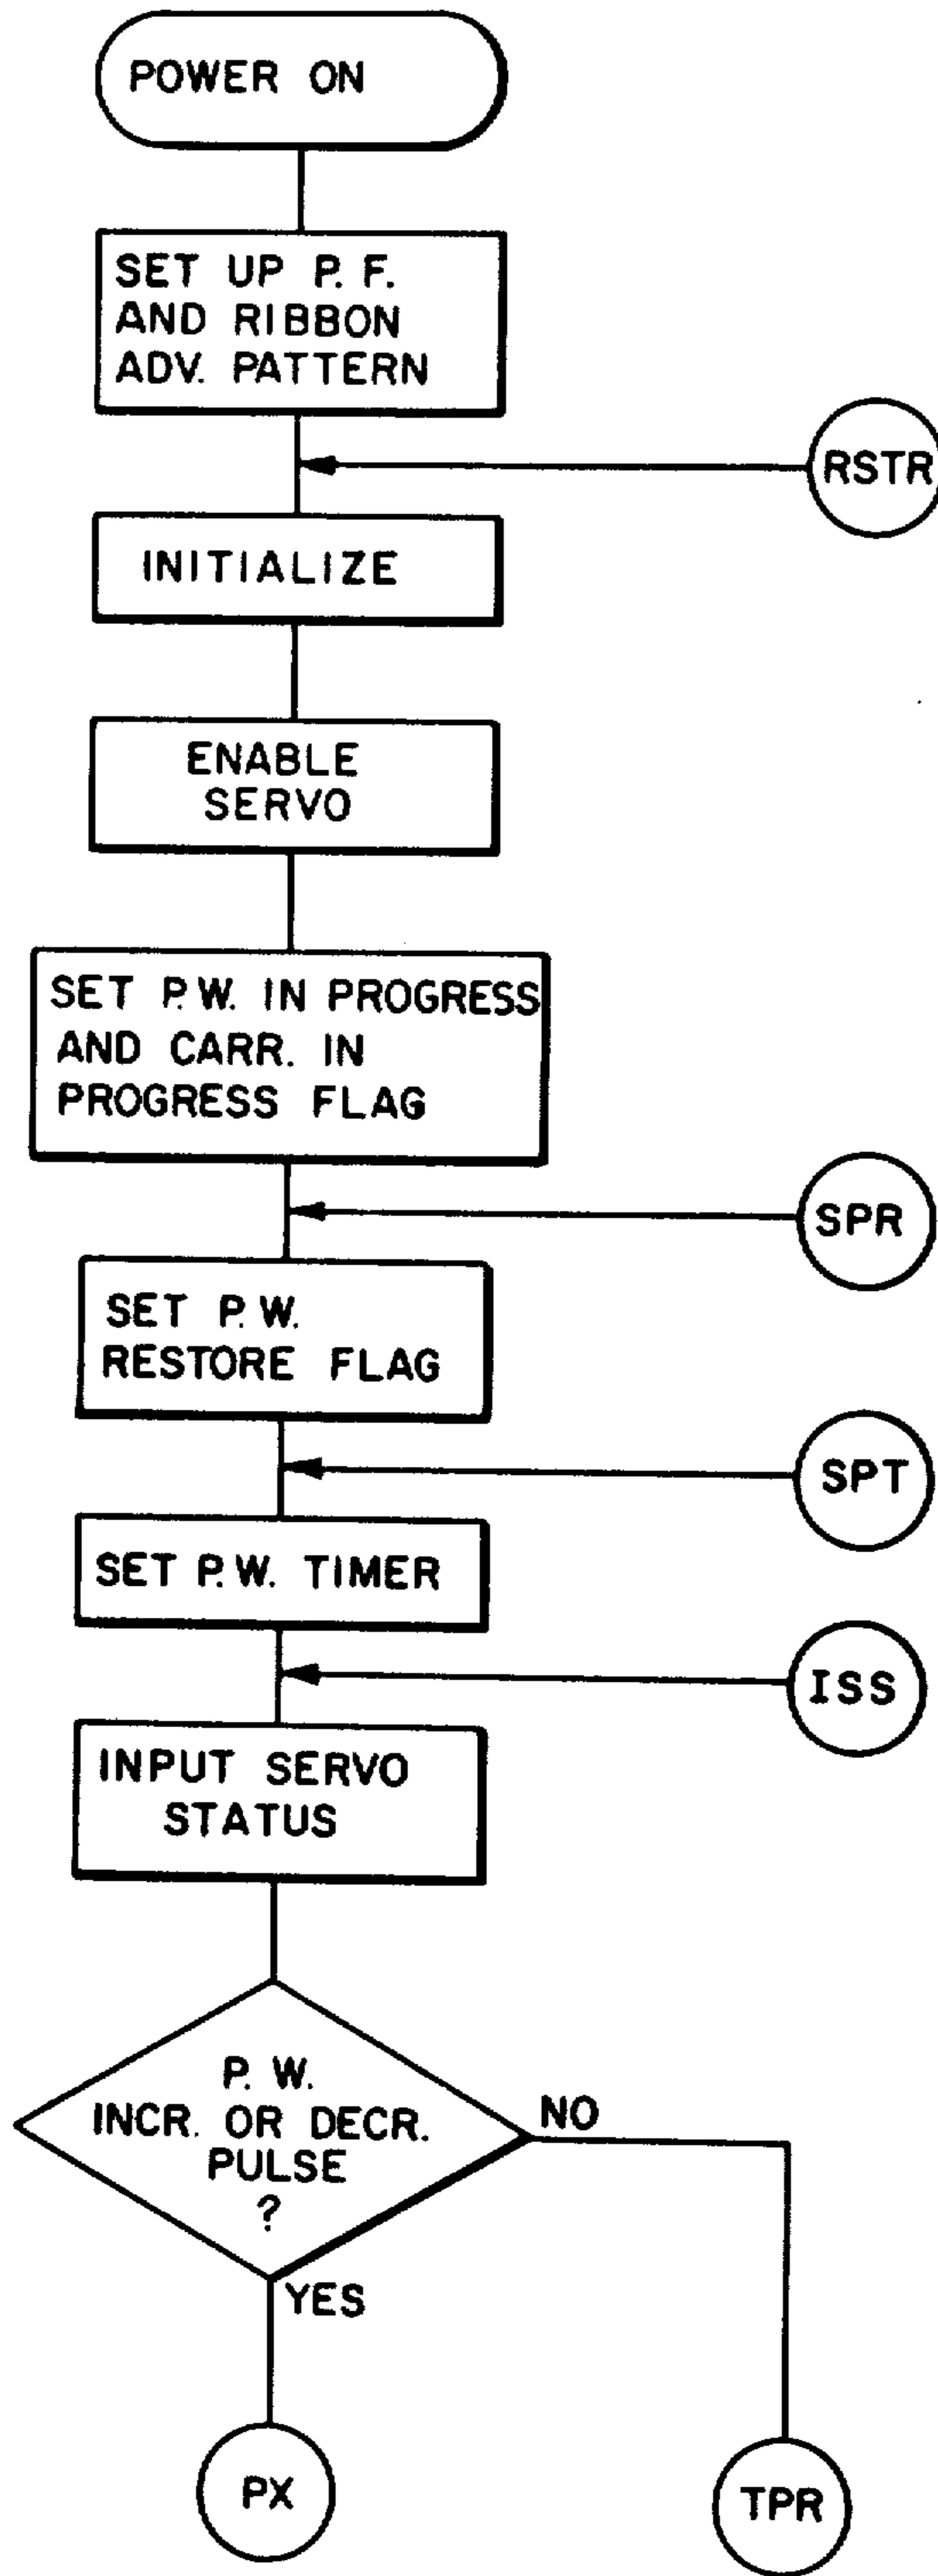 POWER ON
SET UP P. F.
AND RIBBON
ADV. PATTERN
RSTR
INITIALIZE
ENABLE
SERVO
SET P.W. IN PROGRESS
AND CARR. IN
PROGRESS FLAG
SPR
SET P.W.
RESTORE FLAG
SPT
SET P.W. TIMER
ISS
INPUT SERVO
STATUS
P. W.
INCR. OR DECR.
PULSE
?
NO
YES
PX
TPR